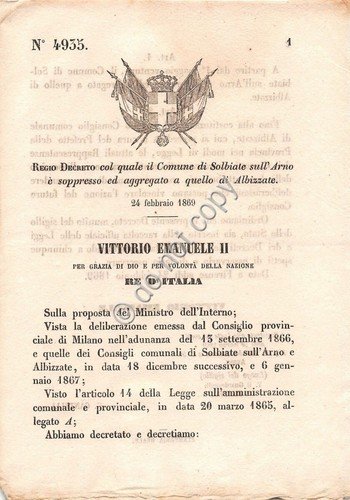 N° 4935. 1
REGIO DECRETO col quale il Comune di Solbiate sull'Arno
è soppresso ed aggregato a quello di Albizzate.
24 febbraio 1869
VITTORIO EMANUELE II
PER GRAZIA DI DIO E PER VOLONTÀ DELLA NAZIONE
RE D'ITALIA
Sulla proposta del Ministro dell'Interno;
Vista la deliberazione emessa dal Consiglio provin-
ciale di Milano nell'adunanza del 13 settembre 1866,
e quelle dei Consigli comunali di Solbiate sull'Arno e
Albizzate, in data 18 dicembre successivo, e 6 gen-
naio 1867;
Visto l'articolo 14 della Legge sull'amministrazione
comunale e provinciale, in data 20 marzo 1865, al-
legato A;
Abbiamo decretato e decretiamo:
do not copy